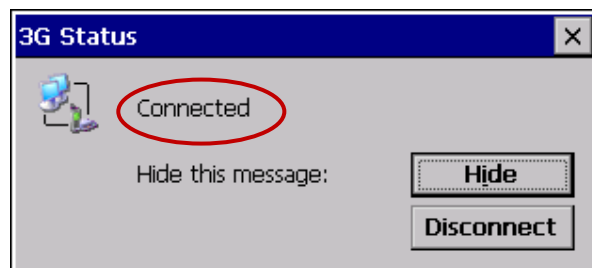 3G Status
Connected
Hide this message:
Hide
Disconnect